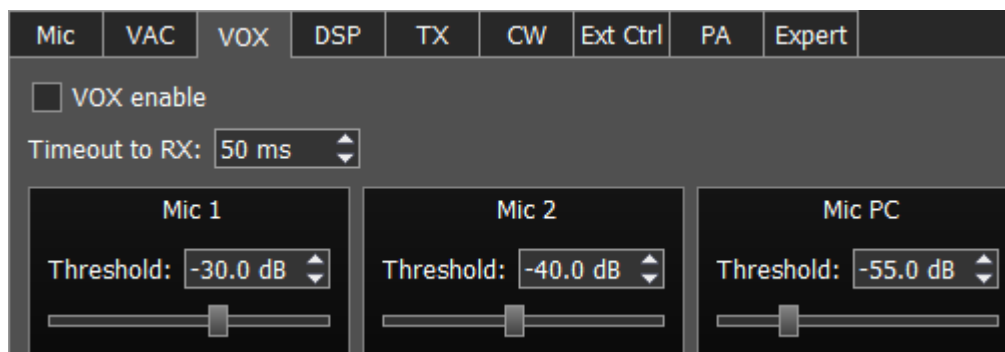 Mic VAC VOX DSP TX CW Ext Ctrl PA Expert
VOX enable
Timeout to RX: 50 ms
Mic 1 Mic 2 Mic PC
Threshold: -30.0 dB Threshold: -40.0 dB Threshold: -55.0 dB